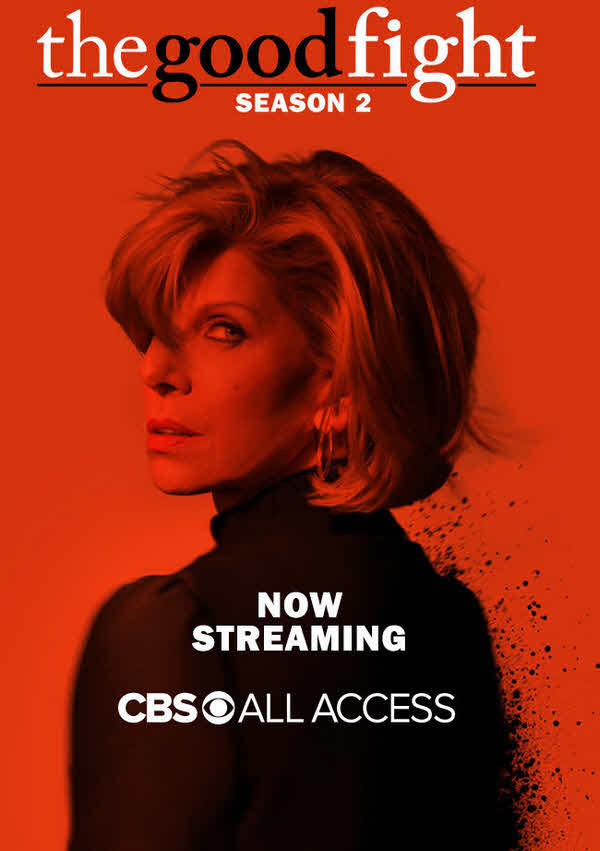 thegoodfight
SEASON 2
NOW
STREAMING
CBS ALL ACCESS